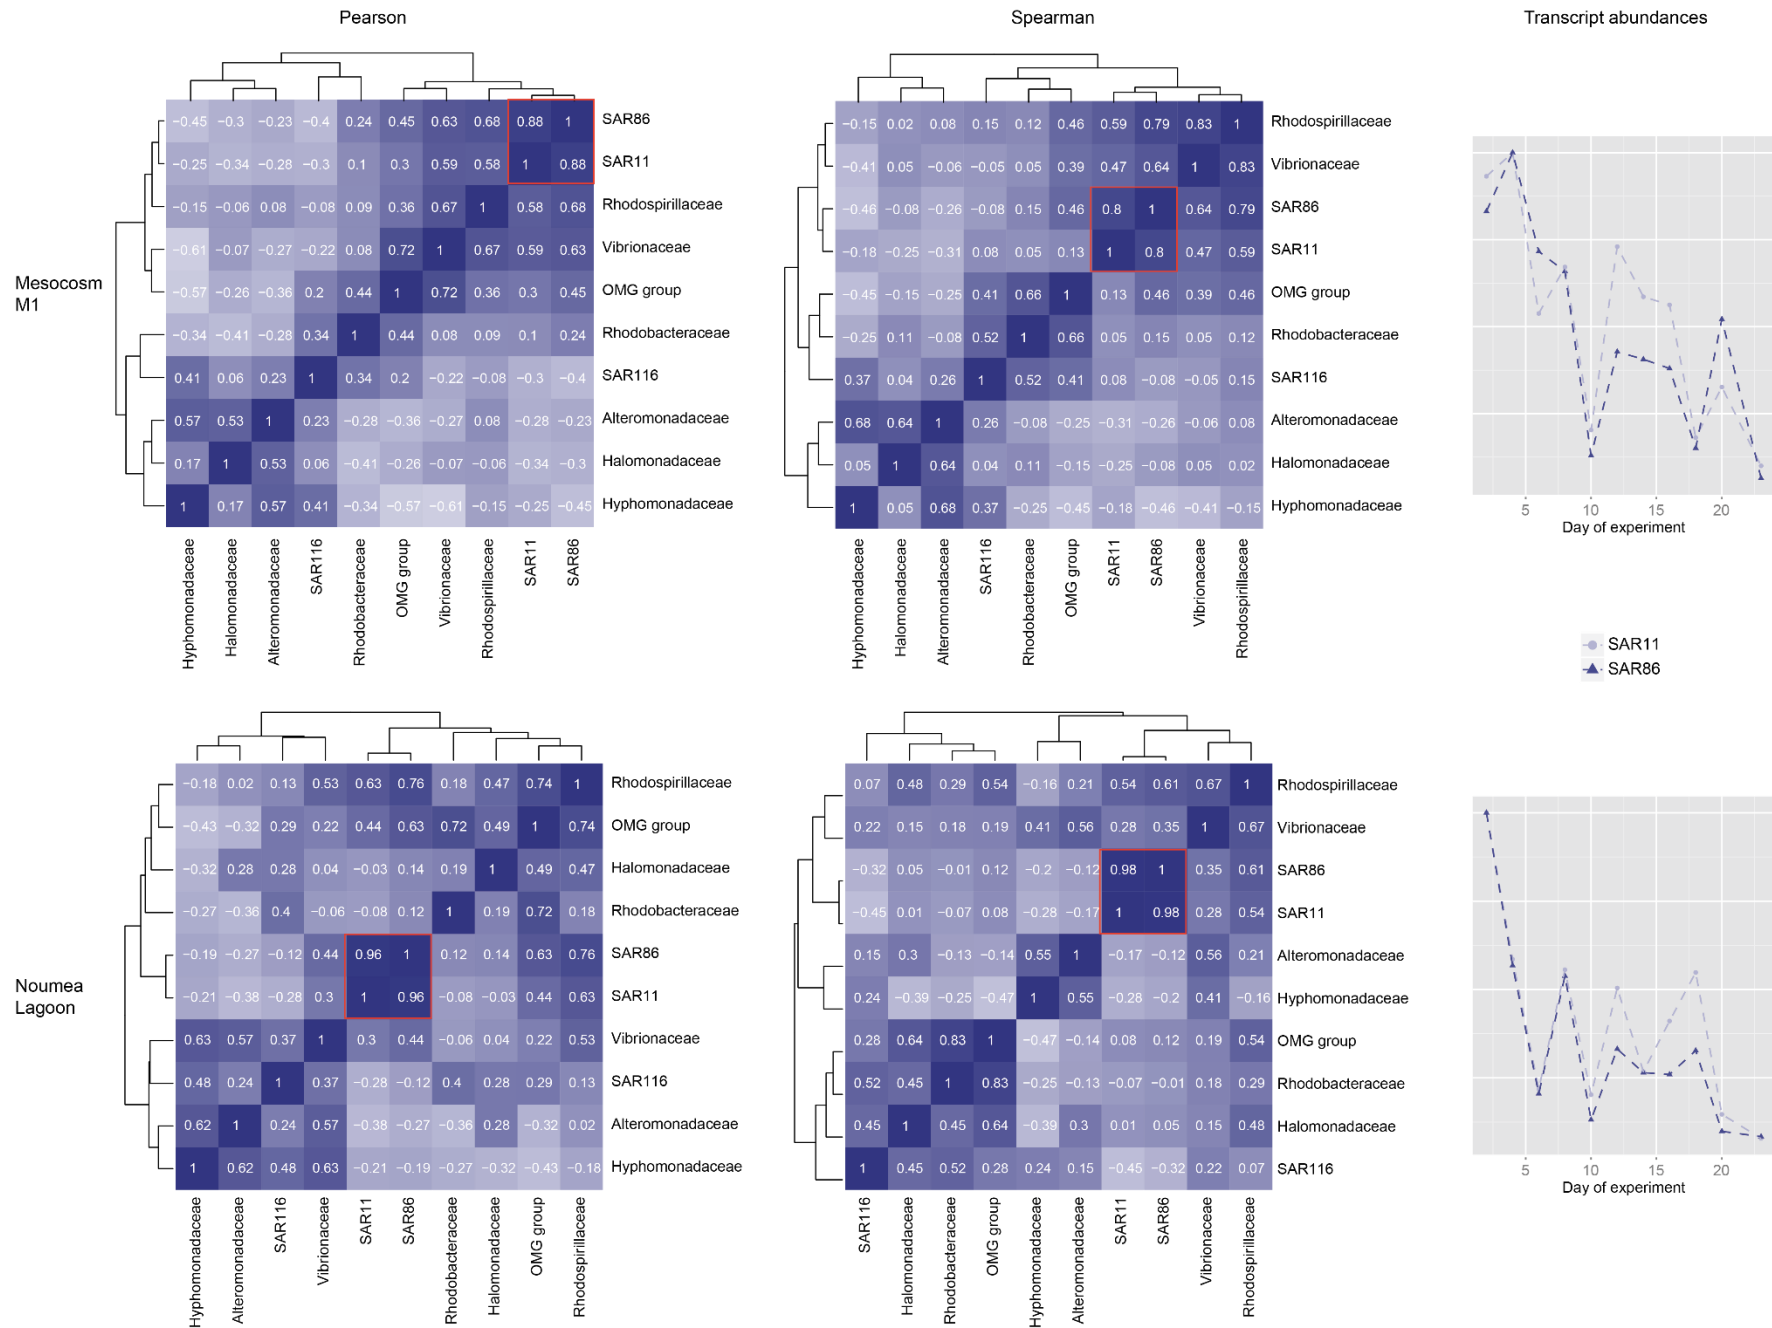 Pearson
Spearman
Transcript abundances
Mesocosm
M1
−0.45 −0.3 −0.23 −0.4 0.24 0.45 0.63 0.68 0.88 1 SAR86
−0.25 −0.34 −0.28 −0.3 0.1 0.3 0.59 0.58 1 0.88 SAR11
−0.15 −0.06 0.08 −0.08 0.09 0.36 0.67 1 0.58 0.68 Rhodospirillaceae
−0.61 −0.07 −0.27 −0.22 0.08 0.72 1 0.67 0.59 0.63 Vibrionaceae
−0.57 −0.26 −0.36 0.2 0.44 1 0.72 0.36 0.3 0.45 OMG group
−0.34 −0.41 −0.28 0.34 1 0.44 0.08 0.09 0.1 0.24 Rhodobacteraceae
0.41 0.06 0.23 1 0.34 0.2 −0.22 −0.08 −0.3 −0.4 SAR116
0.57 0.53 1 0.23 −0.28 −0.36 −0.27 0.08 −0.28 −0.23 Alteromonadaceae
0.17 1 0.53 0.06 −0.41 −0.26 −0.07 −0.06 −0.34 −0.3 Halomonadaceae
1 0.17 0.57 0.41 −0.34 −0.57 −0.61 −0.15 −0.25 −0.45 Hyphomonadaceae
Hyphomonadaceae
Halomonadaceae
Alteromonadaceae
SAR116
Rhodobacteraceae
OMG group
Vibrionaceae
Rhodospirillaceae
SAR11
SAR86
−0.15 0.02 0.08 0.15 0.12 0.46 0.59 0.79 0.83 1 Rhodospirillaceae
−0.41 0.05 −0.06 −0.05 0.05 0.39 0.47 0.64 1 0.83 Vibrionaceae
−0.46 −0.08 −0.26 −0.08 0.15 0.46 0.8 1 0.64 0.79 SAR86
−0.18 −0.25 −0.31 0.08 0.05 0.13 1 0.8 0.47 0.59 SAR11
−0.45 −0.15 −0.25 0.41 0.66 1 0.13 0.46 0.39 0.46 OMG group
−0.25 0.11 −0.08 0.52 1 0.66 0.05 0.15 0.05 0.12 Rhodobacteraceae
0.37 0.04 0.26 1 0.52 0.41 0.08 −0.08 −0.05 0.15 SAR116
0.68 0.64 1 0.26 −0.08 −0.25 −0.31 −0.26 −0.06 0.08 Alteromonadaceae
0.05 1 0.64 0.04 0.11 −0.15 −0.25 −0.08 0.05 0.02 Halomonadaceae
1 0.05 0.68 0.37 −0.25 −0.45 −0.18 −0.46 −0.41 −0.15 Hyphomonadaceae
Hyphomonadaceae
Halomonadaceae
Alteromonadaceae
SAR116
Rhodobacteraceae
OMG group
SAR11
SAR86
Vibrionaceae
Rhodospirillaceae
5 10 15 20
Day of experiment
SAR11
SAR86
Noumea
Lagoon
−0.18 0.02 0.13 0.53 0.63 0.76 0.18 0.47 0.74 1 Rhodospirillaceae
−0.43 −0.32 0.29 0.22 0.44 0.63 0.72 0.49 1 0.74 OMG group
−0.32 0.28 0.28 0.04 −0.03 0.14 0.19 1 0.49 0.47 Halomonadaceae
−0.27 −0.36 0.4 −0.06 −0.08 0.12 1 0.19 0.72 0.18 Rhodobacteraceae
−0.19 −0.27 −0.12 0.44 0.96 1 0.12 0.14 0.63 0.76 SAR86
−0.21 −0.38 −0.28 0.3 1 0.96 −0.08 −0.03 0.44 0.63 SAR11
0.63 0.57 0.37 1 0.3 0.44 −0.06 0.04 0.22 0.53 Vibrionaceae
0.48 0.24 1 0.37 −0.28 −0.12 0.4 0.28 0.29 0.13 SAR116
0.62 1 0.24 0.57 −0.38 −0.27 −0.36 0.28 −0.32 0.02 Alteromonadaceae
1 0.62 0.48 0.63 −0.21 −0.19 −0.27 −0.32 −0.43 −0.18 Hyphomonadaceae
Hyphomonadaceae
Alteromonadaceae
SAR116
Vibrionaceae
SAR11
SAR86
Rhodobacteraceae
Halomonadaceae
OMG group
Rhodospirillaceae
0.07 0.48 0.29 0.54 −0.16 0.21 0.54 0.61 0.67 1 Rhodospirillaceae
0.22 0.15 0.18 0.19 0.41 0.56 0.28 0.35 1 0.67 Vibrionaceae
−0.32 0.05 −0.01 0.12 −0.2 −0.12 0.98 1 0.35 0.61 SAR86
−0.45 0.01 −0.07 0.08 −0.28 −0.17 1 0.98 0.28 0.54 SAR11
0.15 0.3 −0.13 −0.14 0.55 1 −0.17 −0.12 0.56 0.21 Alteromonadaceae
0.24 −0.39 −0.25 −0.47 1 0.55 −0.28 −0.2 0.41 −0.16 Hyphomonadaceae
0.28 0.64 0.83 1 −0.47 −0.14 0.08 0.12 0.19 0.54 OMG group
0.52 0.45 1 0.83 −0.25 −0.13 −0.07 −0.01 0.18 0.29 Rhodobacteraceae
0.45 1 0.45 0.64 −0.39 0.3 0.01 0.05 0.15 0.48 Halomonadaceae
1 0.45 0.52 0.28 0.24 0.15 −0.45 −0.32 0.22 0.07 SAR116
SAR116
Halomonadaceae
Rhodobacteraceae
OMG group
Hyphomonadaceae
Alteromonadaceae
SAR11
SAR86
Vibrionaceae
Rhodospirillaceae
5 10 15 20
Day of experiment